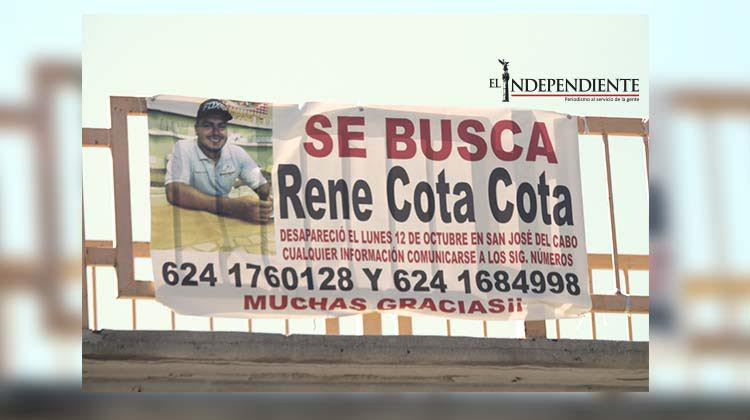 EL INDEPENDIENTE
Periodismo al servicio de la gente
SE BUSCA
Rene Cota Cota
DESAPARECIÓ EL LUNES 12 DE OCTUBRE EN SAN JOSÉ DEL CABO
CUALQUIER INFORMACIÓN COMUNICARSE A LOS SIG. NÚMEROS
624 1760128 Y 624 1684998
MUCHAS GRACIAS¡¡